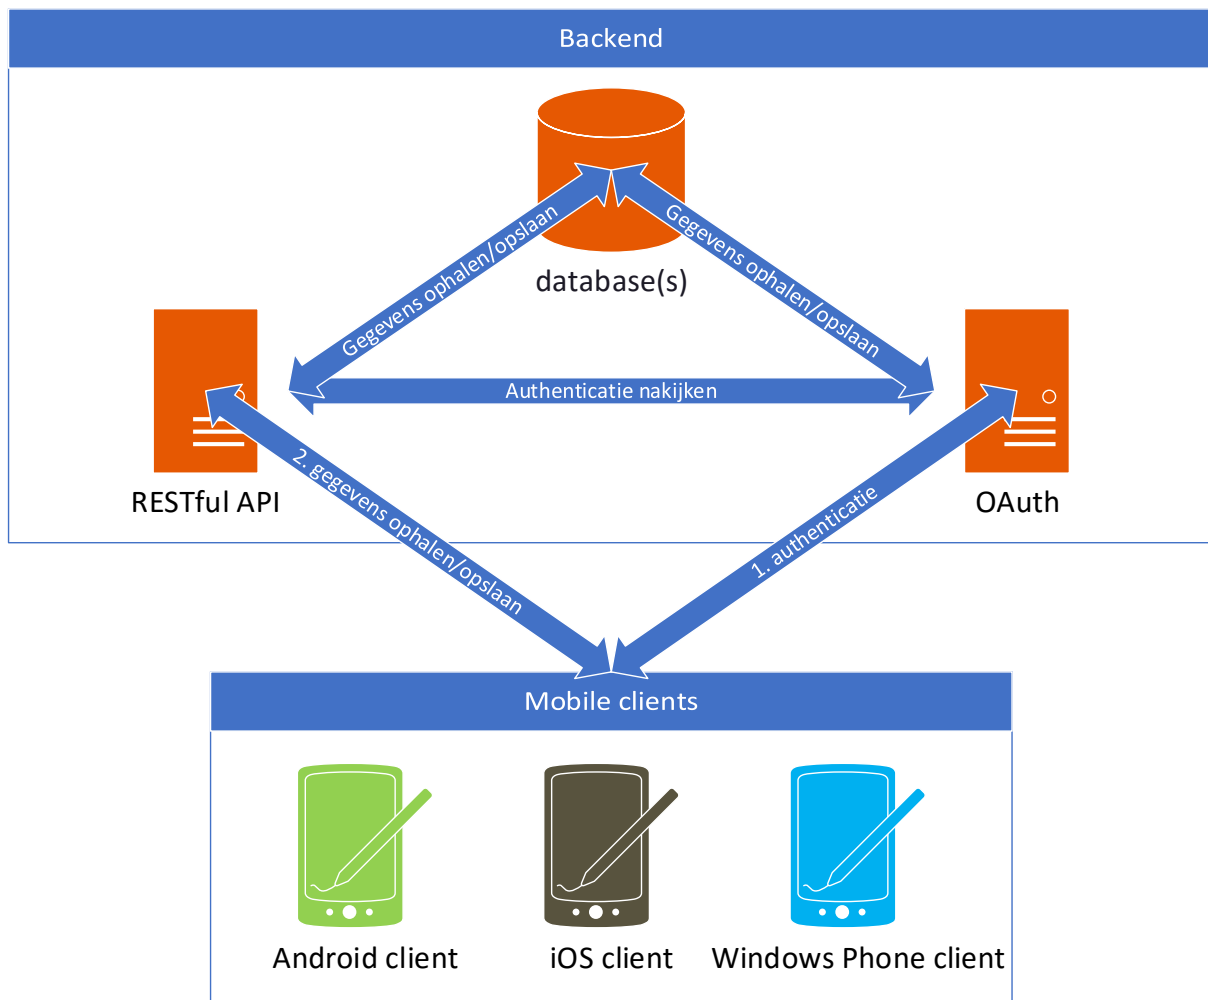 Backend
database(s)
Gegevens ophalen/opslaan
Gegevens ophalen/opslaan
Authenticatie nakijken
RESTful API
OAuth
2. gegevens ophalen/opslaan
1. authenticatie
Mobile clients
Android client
iOS client
Windows Phone client